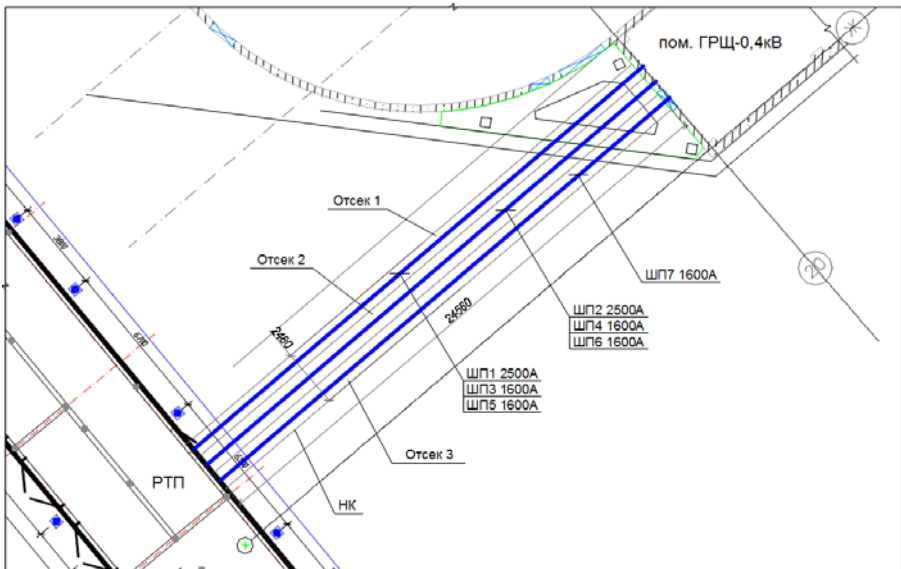 пом. ГРЩ-0,4кВ
Отсек 1
Отсек 2
ШП7 1600А
20
24560
ШП2 2500А
ШП4 1600А
ШП6 1600А
2460
ШП1 2500А
ШП3 1600А
ШП5 1600А
Отсек 3
РТП
НК